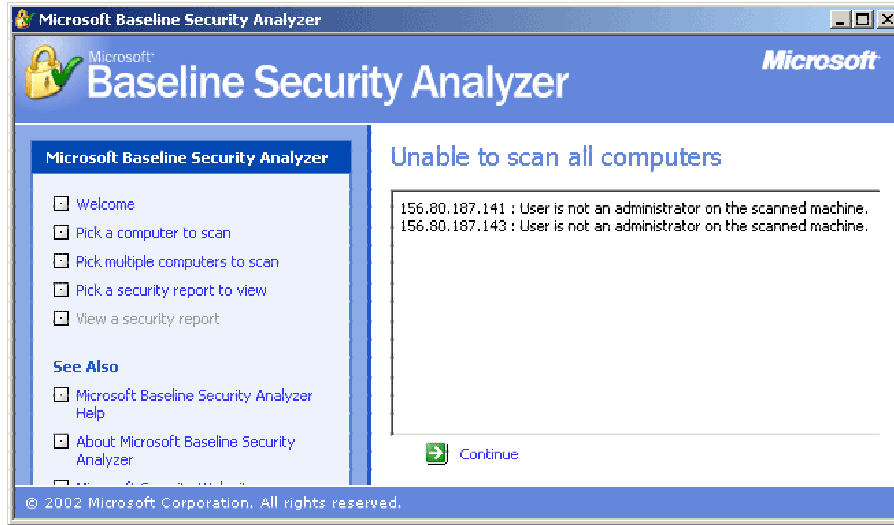 Microsoft Baseline Security Analyzer
Microsoft
Baseline Security Analyzer
Microsoft
Microsoft Baseline Security Analyzer
Welcome
Pick a computer to scan
Pick multiple computers to scan
Pick a security report to view
View a security report
See Also
Microsoft Baseline Security Analyzer
Help
About Microsoft Baseline Security
Analyzer
Unable to scan all computers
156.80.187.141 : User is not an administrator on the scanned machine.
156.80.187.143 : User is not an administrator on the scanned machine.
Continue
© 2002 Microsoft Corporation. All rights reserved.